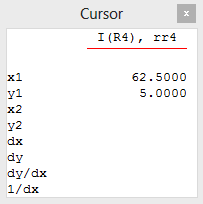 Cursor
I(R4), rr4
x1 62.5000
y1 5.0000
x2
y2
dx
dy
dy/dx
1/dx